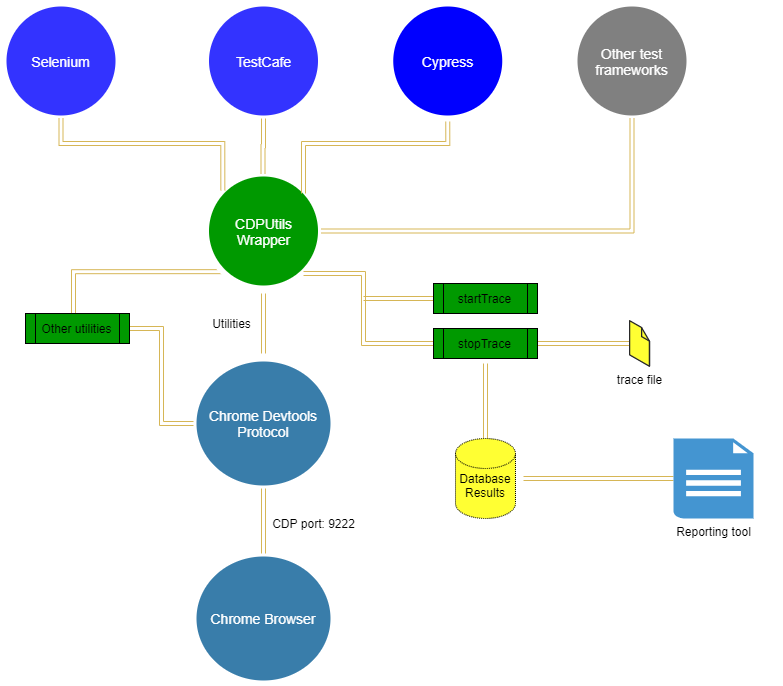 Selenium
TestCafe
Cypress
Other test
frameworks
CDPUtils
Wrapper
startTrace
Other utilities
Utilities
stopTrace
trace file
Chrome Devtools
Protocol
Database
Results
CDP port: 9222
Reporting tool
Chrome Browser